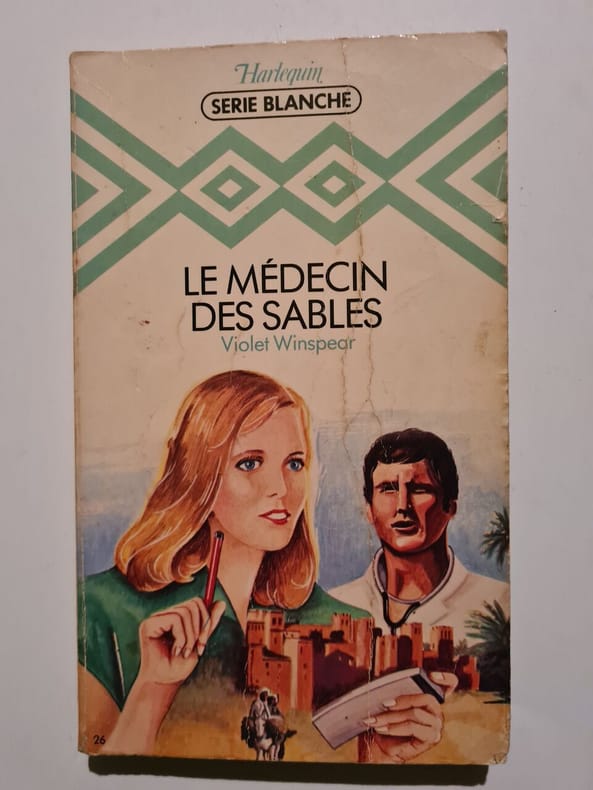 Harlequin
SERIE BLANCHE
LE MÉDECIN
DES SABLES
Violet Winspear
26